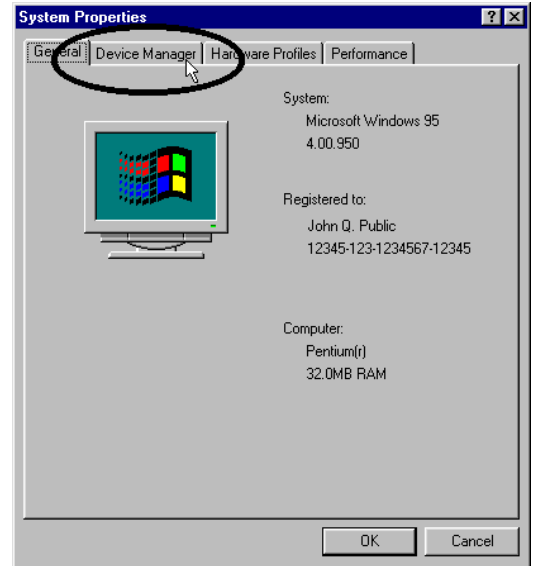 System Properties
General Device Manager Hardware Profiles Performance
System:
Microsoft Windows 95
4.00.950
Registered to:
John Q. Public
12345-123-1234567-12345
Computer:
Pentium(r)
32.0MB RAM
OK Cancel